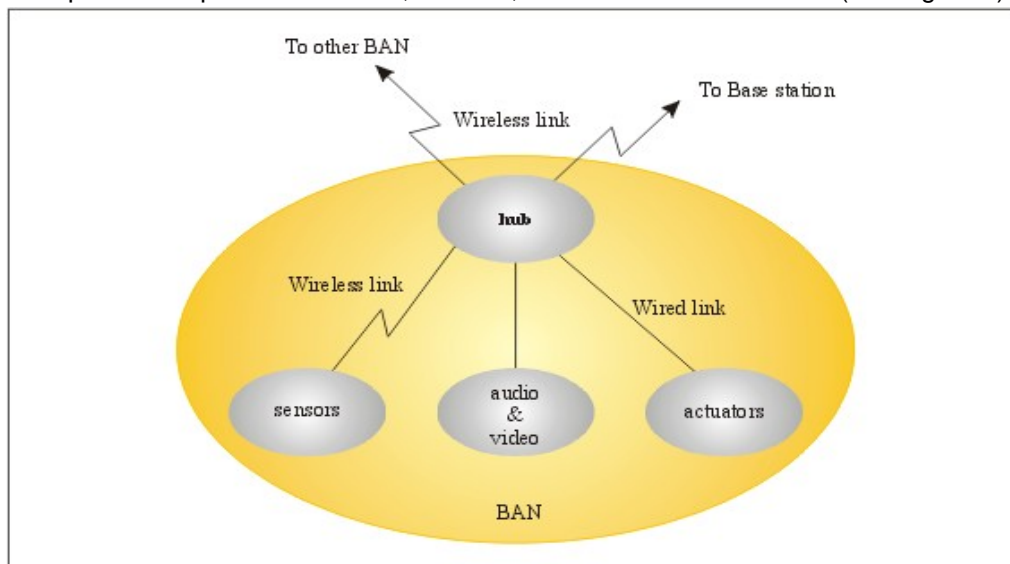 To other BAN
To Base station
Wireless link
hub
Wireless link
Wired link
sensors
audio
&
video
actuators
BAN